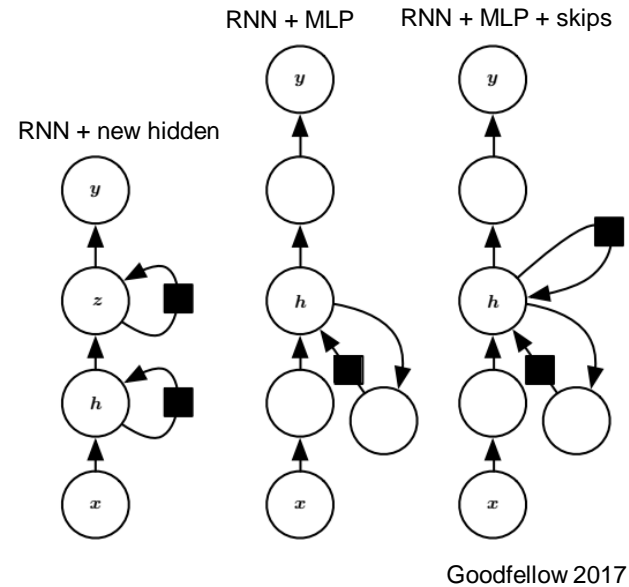 RNN + MLP
RNN + MLP + skips
RNN + new hidden
y
y
y
z
h
h
h
x
x
x
Goodfellow 2017